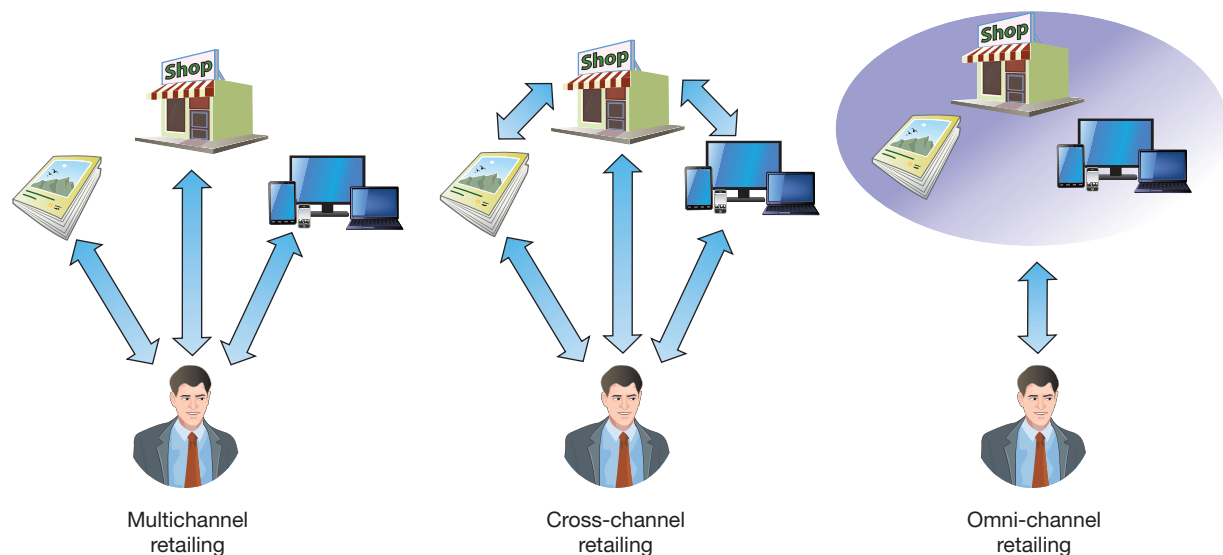 Shop
Shop
Shop
Multichannel
retailing
Cross-channel
retailing
Omni-channel
retailing